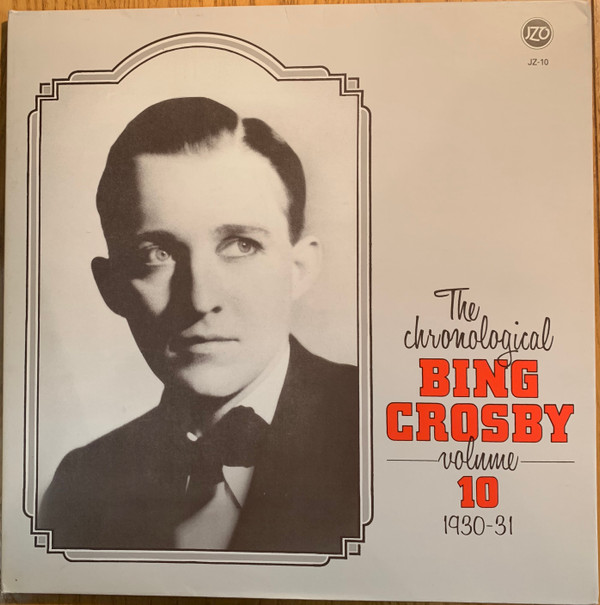 JZO
JZ-10
The
chronological
BING
CROSBY
volume
10
1930-31